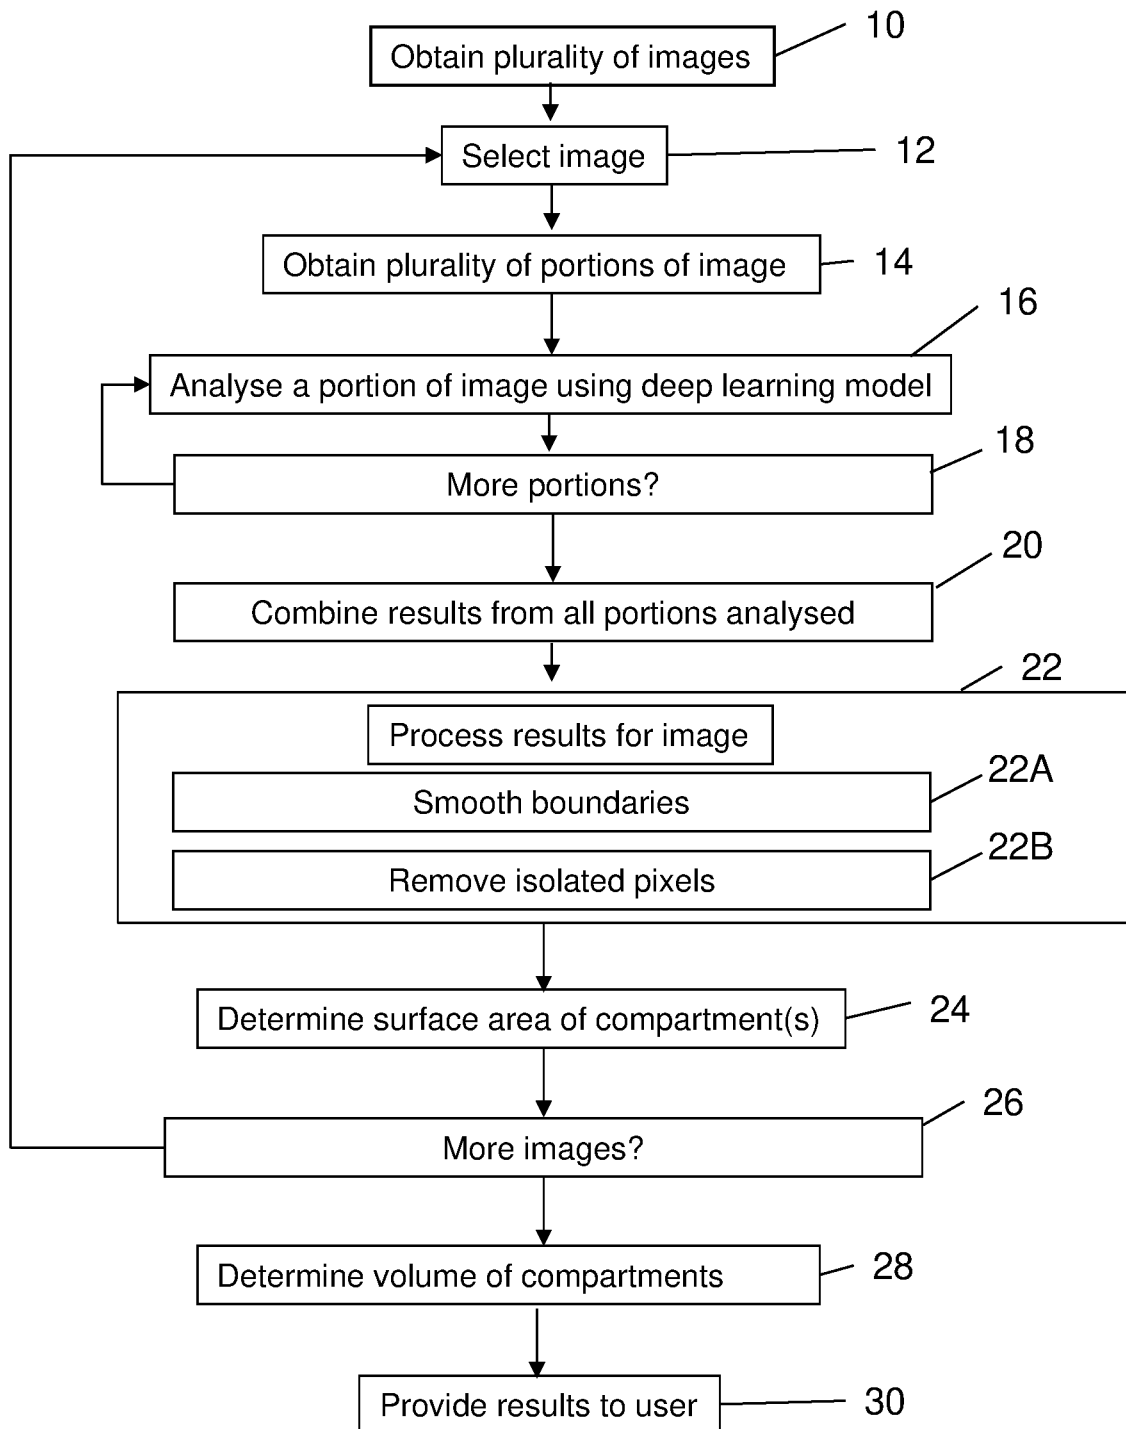 Obtain plurality of images
10
Select image
12
Obtain plurality of portions of image
14
16
Analyse a portion of image using deep learning model
18
More portions?
20
Combine results from all portions analysed
22
Process results for image
22A
Smooth boundaries
22B
Remove isolated pixels
Determine surface area of compartment(s)
24
26
More images?
Determine volume of compartments
28
Provide results to user
30